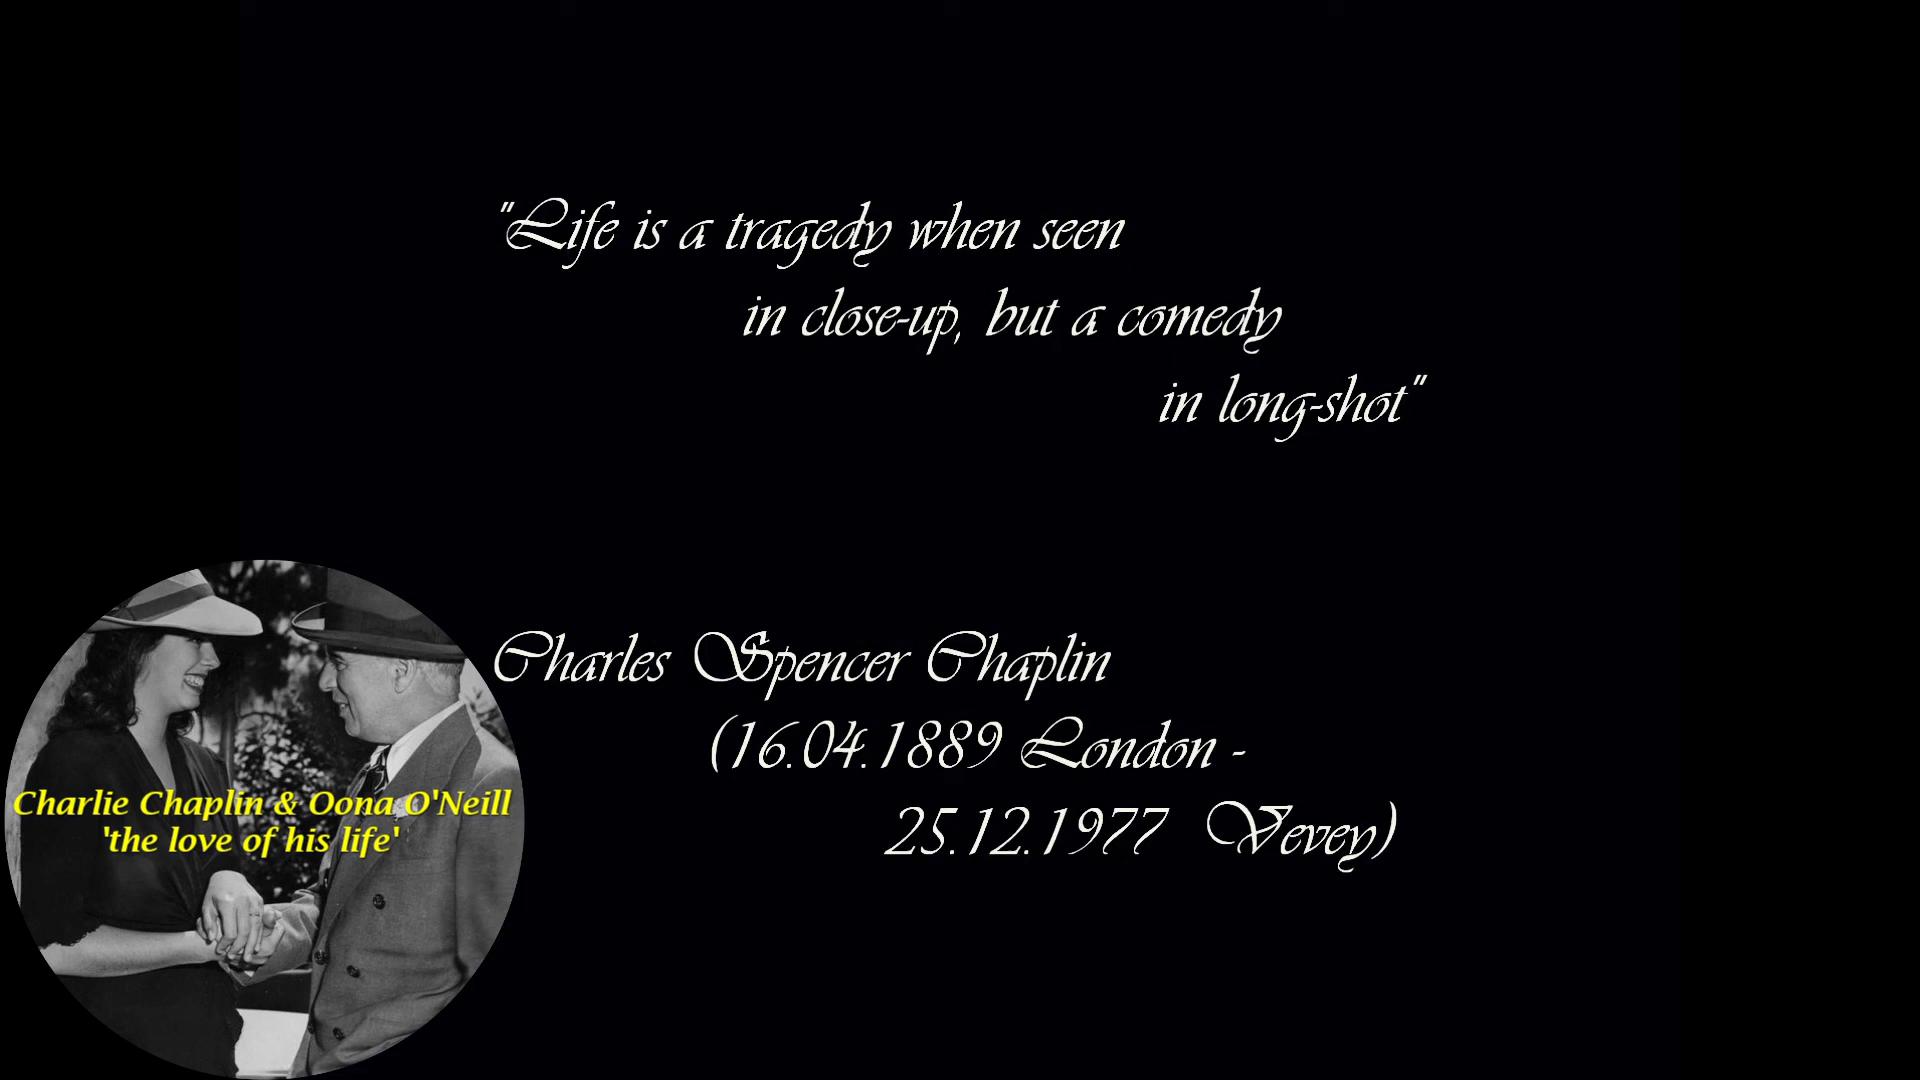 "Life is a tragedy when seen
in close-up, but a comedy
in long-shot"
Charles Spencer Chaplin
(16.04.1889 London -
25.12.1977 Vevey)
Charlie Chaplin & Oona O'Neill
'the love of his life'